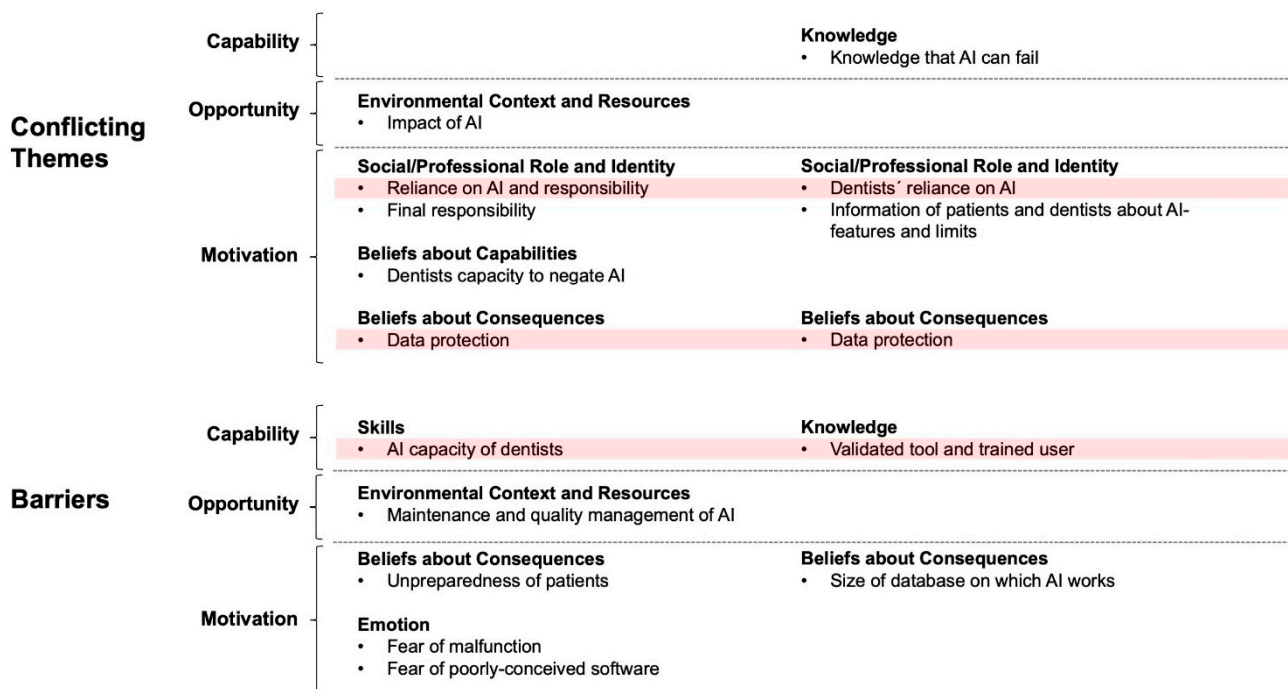 Conflicting
Themes
Capability
Knowledge
• Knowledge that AI can fail
Opportunity
Environmental Context and Resources
• Impact of AI
Motivation
Social/Professional Role and Identity
• Reliance on AI and responsibility
• Final responsibility
Beliefs about Capabilities
• Dentists capacity to negate AI
Beliefs about Consequences
• Data protection
Social/Professional Role and Identity
• Dentists´ reliance on AI
• Information of patients and dentists about AI-
features and limits
Beliefs about Consequences
• Data protection
Barriers
Capability
Skills
• AI capacity of dentists
Knowledge
• Validated tool and trained user
Opportunity
Environmental Context and Resources
• Maintenance and quality management of AI
Motivation
Beliefs about Consequences
• Unpreparedness of patients
Emotion
• Fear of malfunction
• Fear of poorly-conceived software
Beliefs about Consequences
• Size of database on which AI works